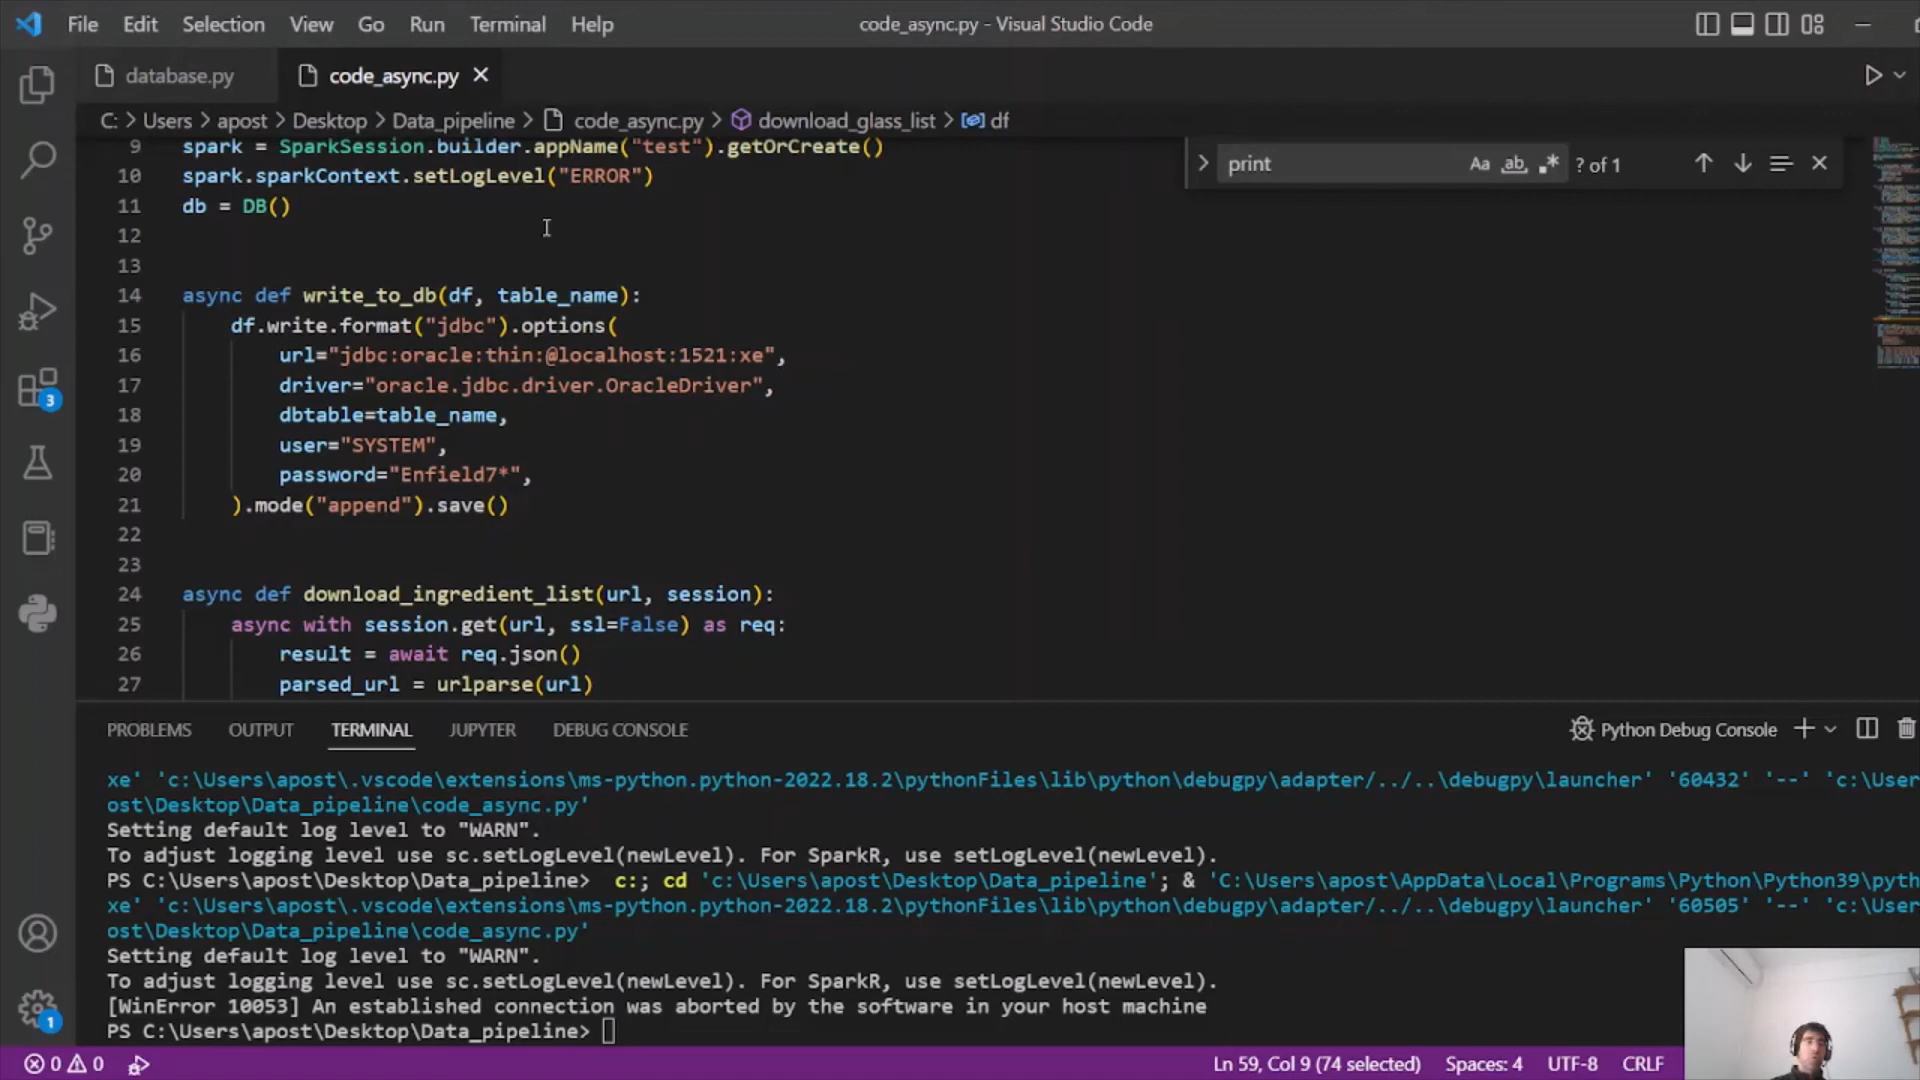 File Edit Selection View Go Run Terminal Help code_async.py - Visual Studio Code
database.py code_async.py
C: > Users > apost > Desktop > Data_pipeline > code_async.py > download_glass_list > df
9 spark = SparkSession.builder.appName("test").getOrCreate()
print Aa ab ? of 1
10 spark.sparkContext.setLogLevel("ERROR")
11 db = DB()
12
13
14 async def write_to_db(df, table_name):
15 df.write.format("jdbc").options(
16 url="jdbc:oracle:thin:@localhost:1521:xe",
17 driver="oracle.jdbc.driver.OracleDriver",
18 dbtable=table_name,
19 user="SYSTEM",
20 password="Enfield7*",
21 ).mode("append").save()
22
23
24 async def download_ingredient_list(url, session):
25 async with session.get(url, ssl=False) as req:
26 result = await req.json()
27 parsed_url = urlparse(url)
3
PROBLEMS OUTPUT TERMINAL JUPYTER DEBUG CONSOLE Python Debug Console
xe' 'c:\Users\apost\.vscode\extensions\ms-python.python-2022.18.2\pythonFiles\lib\python\debugpy\adapter/../..\debugpy\launcher' '60432' '--' 'c:\User
ost\Desktop\Data_pipeline\code_async.py'
Setting default log level to "WARN".
To adjust logging level use sc.setLogLevel(newLevel). For SparkR, use setLogLevel(newLevel).
PS C:\Users\apost\Desktop\Data_pipeline> c:; cd 'c:\Users\apost\Desktop\Data_pipeline'; & 'C:\Users\apost\AppData\Local\Programs\Python\Python39\pyth
xe' 'c:\Users\apost\.vscode\extensions\ms-python.python-2022.18.2\pythonFiles\lib\python\debugpy\adapter/../..\debugpy\launcher' '60505' '--' 'c:\User
ost\Desktop\Data_pipeline\code_async.py'
Setting default log level to "WARN".
To adjust logging level use sc.setLogLevel(newLevel). For SparkR, use setLogLevel(newLevel).
[WinError 10053] An established connection was aborted by the software in your host machine
PS C:\Users\apost\Desktop\Data_pipeline>
1
0 0 Ln 59, Col 9 (74 selected) Spaces: 4 UTF-8 CRLF